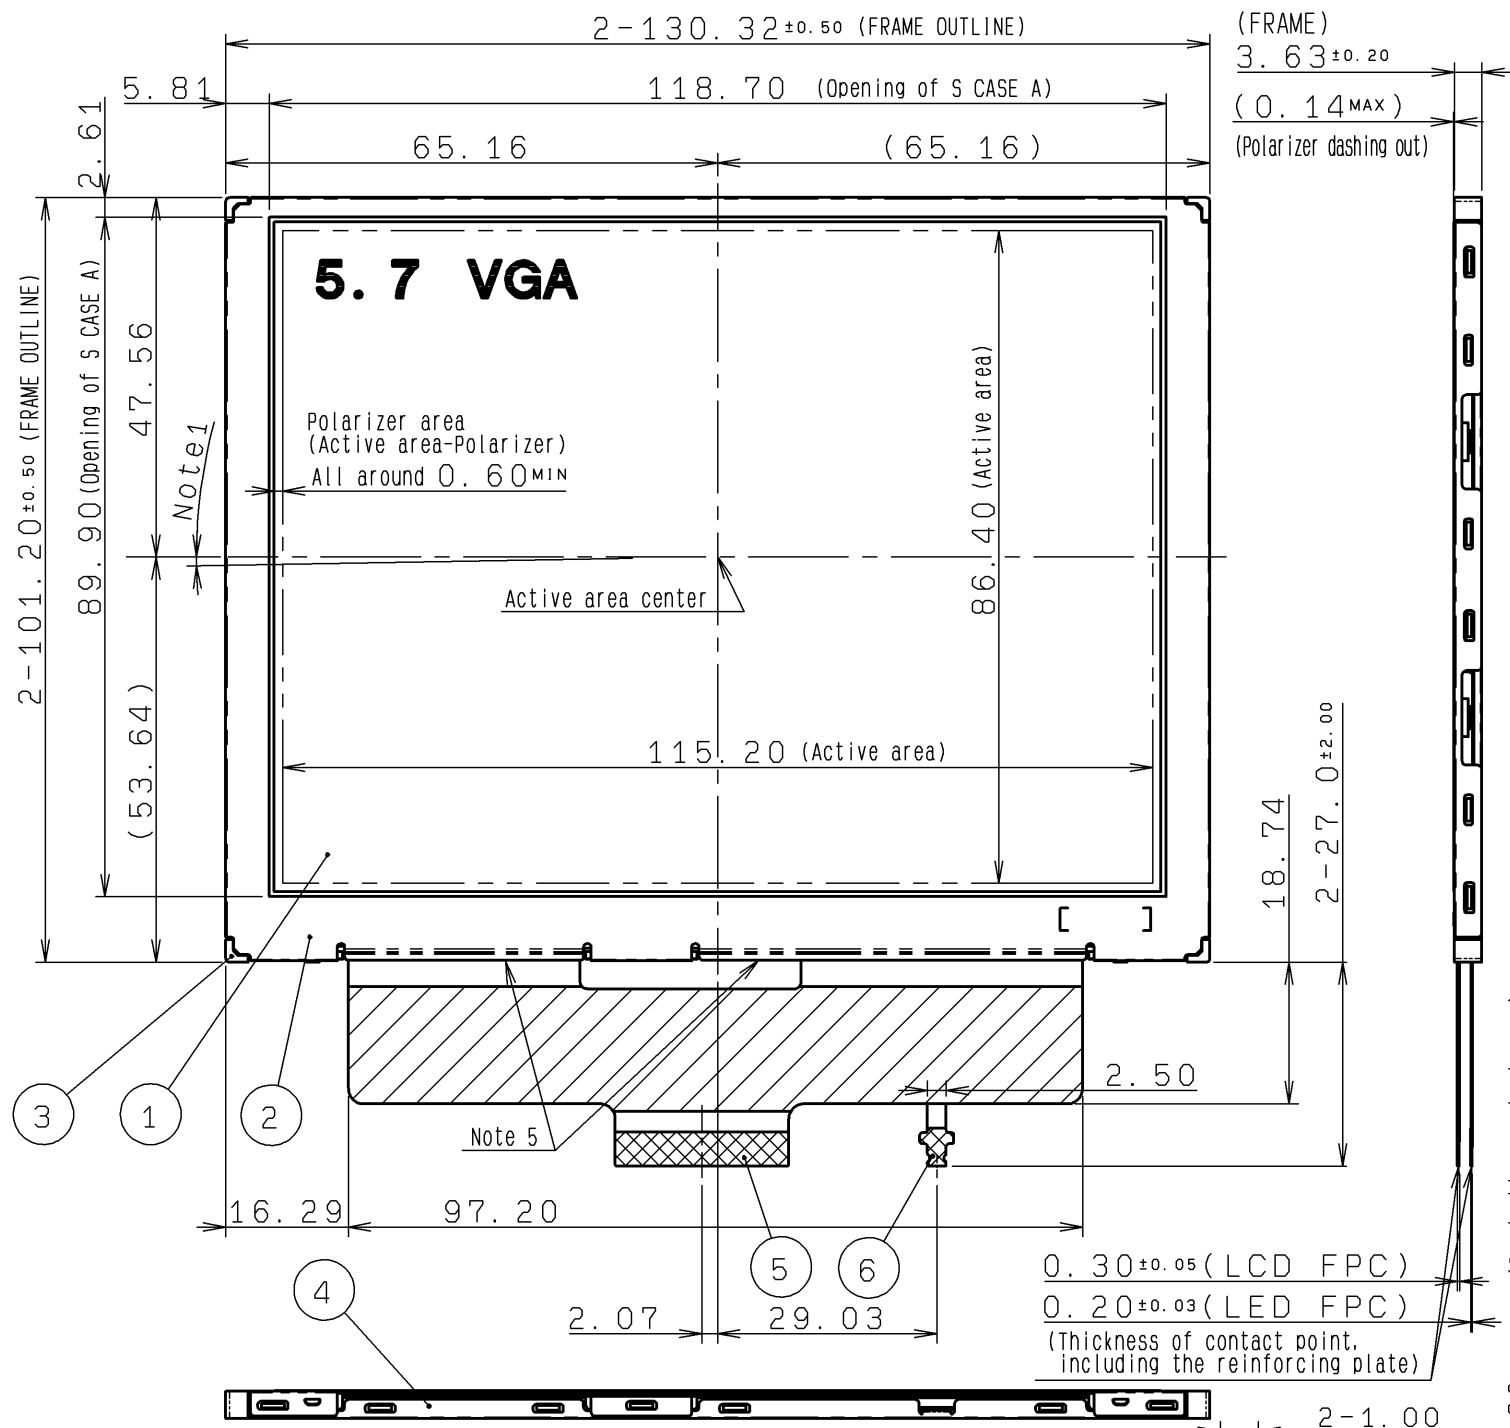 2-130.32±0.50 (FRAME OUTLINE)
(FRAME)
3.63±0.20
5.81
118.70 (Opening of S CASE A)
(0.14MAX)
(Polarizer dashing out)
2.61
65.16
(65.16)
5.7 VGA
2-101.20±0.50 (FRAME OUTLINE)
89.90(Opening of S CASE A)
47.56
Note1
Polarizer area
(Active area-Polarizer)
All around 0.60MIN
86.40 (Active area)
Active area center
(53.64)
115.20 (Active area)
18.74
2-27.0±2.00
3
1
2
2.50
Note 5
16.29
97.20
5
6
4
0.30±0.05(LCD FPC)
0.20±0.03(LED FPC)
(Thickness of contact point,
including the reinforcing plate)
2.07
29.03
2-1.00